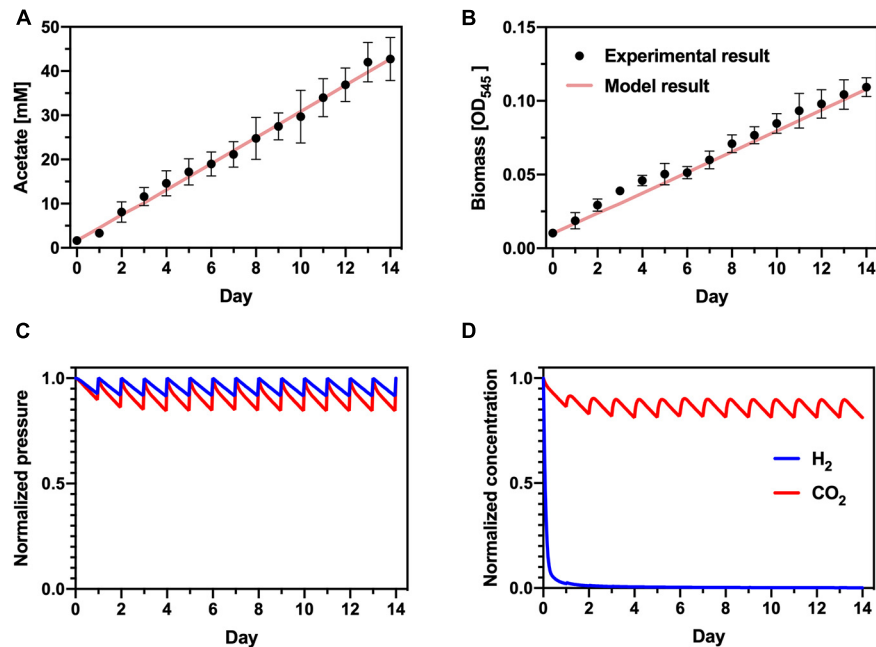 A
Acetate [mM]
50
40
30
20
10
0
0 2 4 6 8 10 12 14
Day
B
Biomass [OD545]
0.15
0.10
0.05
0.00
Experimental result
Model result
0 2 4 6 8 10 12 14
Day
C
Normalized pressure
1.0
0.5
0.0
0 2 4 6 8 10 12 14
Day
D
Normalized concentration
1.0
0.5
0.0
H2
CO2
0 2 4 6 8 10 12 14
Day